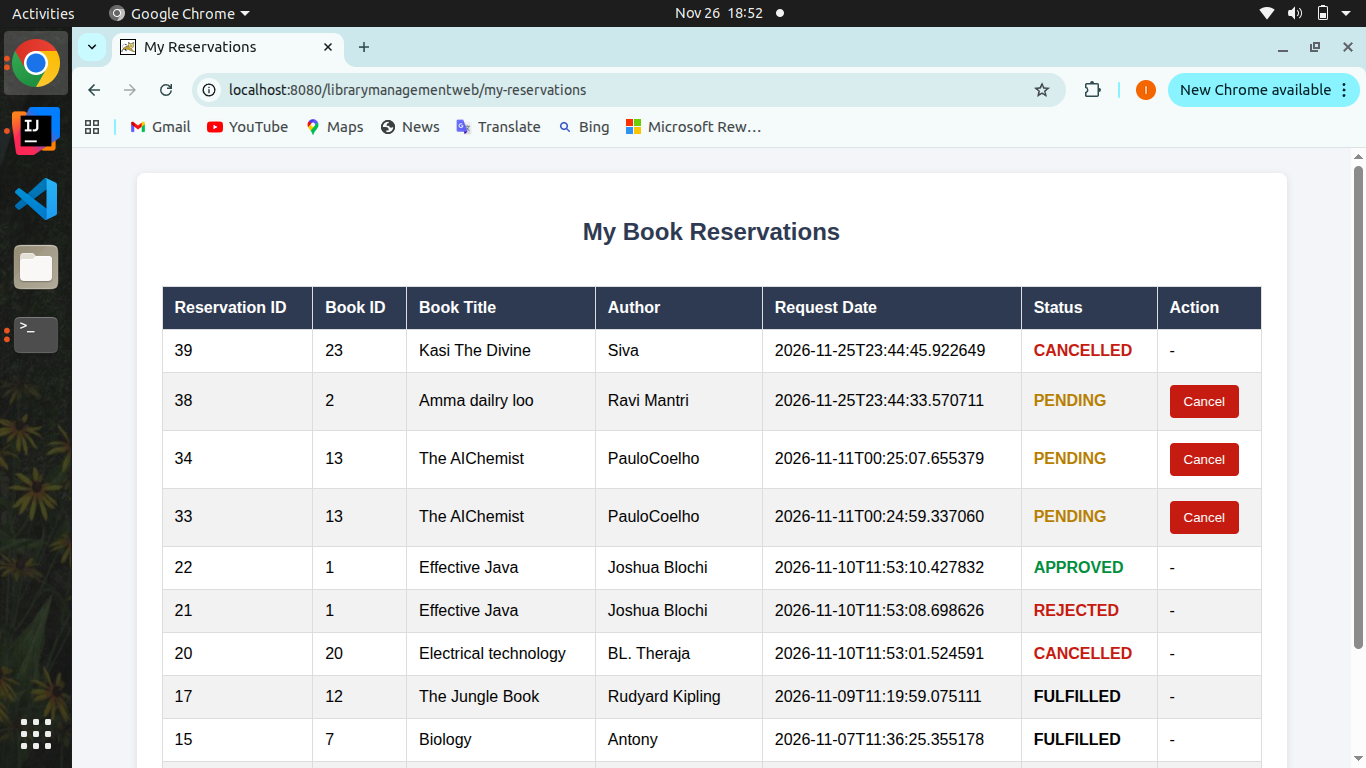 Activities Google Chrome Nov 26 18:52
My Reservations
localhost:8080/librarymanagementweb/my-reservations New Chrome available
Gmail YouTube Maps News Translate Bing Microsoft Rew…
My Book Reservations
Reservation ID Book ID Book Title Author Request Date Status Action
39 23 Kasi The Divine Siva 2026-11-25T23:44:45.922649 CANCELLED -
38 2 Amma dailry loo Ravi Mantri 2026-11-25T23:44:33.570711 PENDING Cancel
34 13 The AlChemist PauloCoelho 2026-11-11T00:25:07.655379 PENDING Cancel
33 13 The AlChemist PauloCoelho 2026-11-11T00:24:59.337060 PENDING Cancel
22 1 Effective Java Joshua Blochi 2026-11-10T11:53:10.427832 APPROVED -
21 1 Effective Java Joshua Blochi 2026-11-10T11:53:08.698626 REJECTED -
20 20 Electrical technology BL. Theraja 2026-11-10T11:53:01.524591 CANCELLED -
17 12 The Jungle Book Rudyard Kipling 2026-11-09T11:19:59.075111 FULFILLED -
15 7 Biology Antony 2026-11-07T11:36:25.355178 FULFILLED -